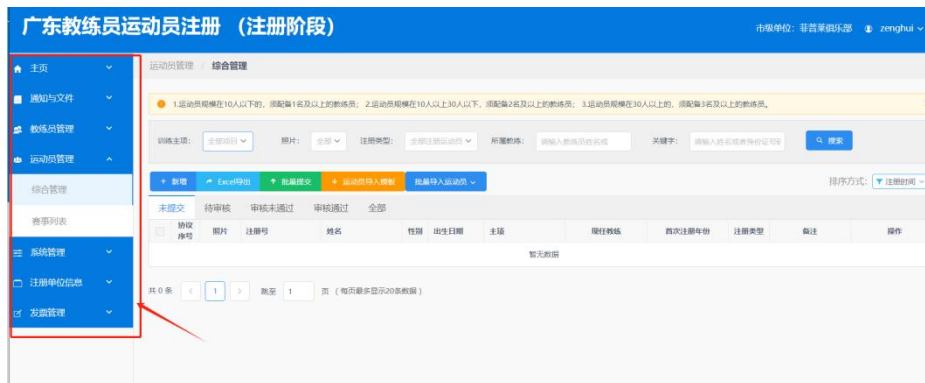 广东教练员运动员注册 （注册阶段）
市级单位：菲普莱俱乐部 zenghui
主页
通知与文件
教练员管理
运动员管理
综合管理
赛事列表
系统管理
注册单位信息
发票管理
运动员管理 / 综合管理
1.运动员规模在10人以下的，须配备1名及以上的教练员； 2.运动员规模在10人以上30人以下，须配备2名及以上的教练员； 3.运动员规模在30人以上的，须配备3名及以上的教练员。
训练主项： 全部项目 照片： 全部 注册类型： 全部注册运动员 所属教练： 请输入教练员姓名或 关键字： 请输入姓名或者身份证号码 搜索
+ 新增 Excel导出 批量提交 运动员导入模板 批量导入运动员 排序方式： 注册时间
未提交 待审核 审核未通过 审核通过 全部
协议序号 照片 注册号 姓名 性别 出生日期 主项 现任教练 首次注册年份 注册类型 备注 操作
暂无数据
共 0 条 < 1 > 跳至 1 页 （每页最多显示20条数据）